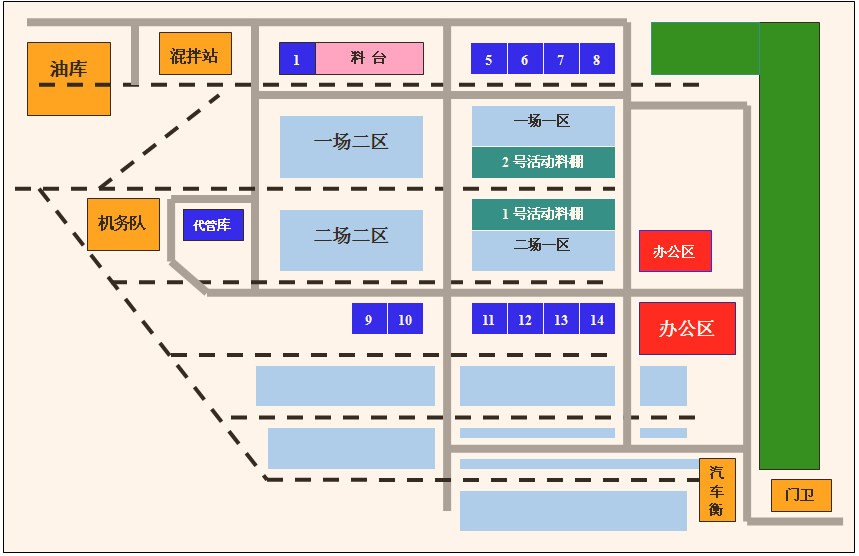 油库
混拌站
1
料 台
5
6
7
8
一场二区
一场一区
2 号活动料棚
机务队
代管库
二场二区
1 号活动料棚
二场一区
办公区
9
10
11
12
13
14
办公区
汽
车
衡
门卫